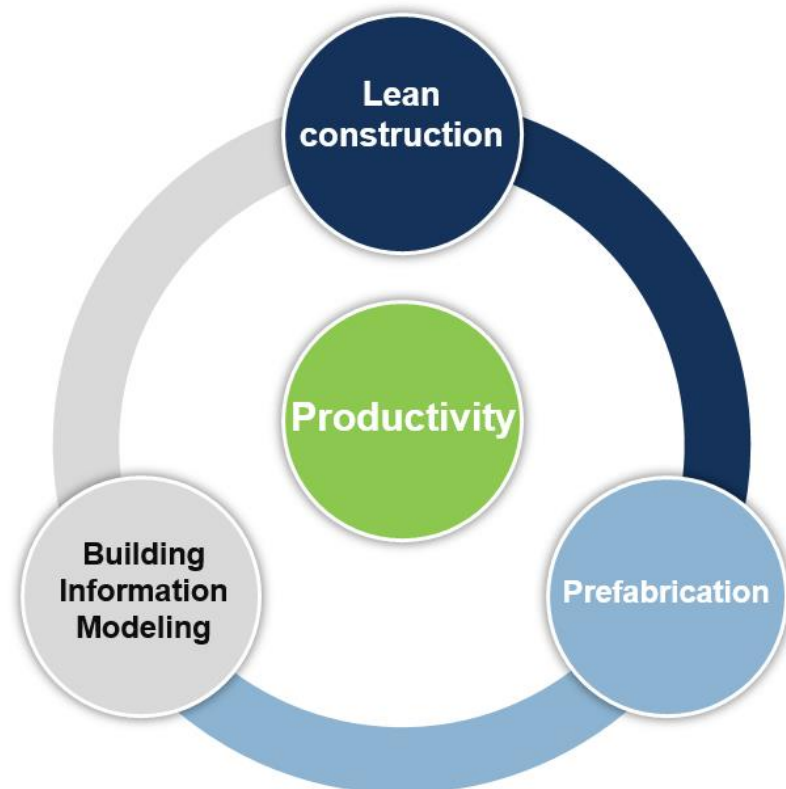 Lean
construction
Productivity
Building
Information
Modeling
Prefabrication